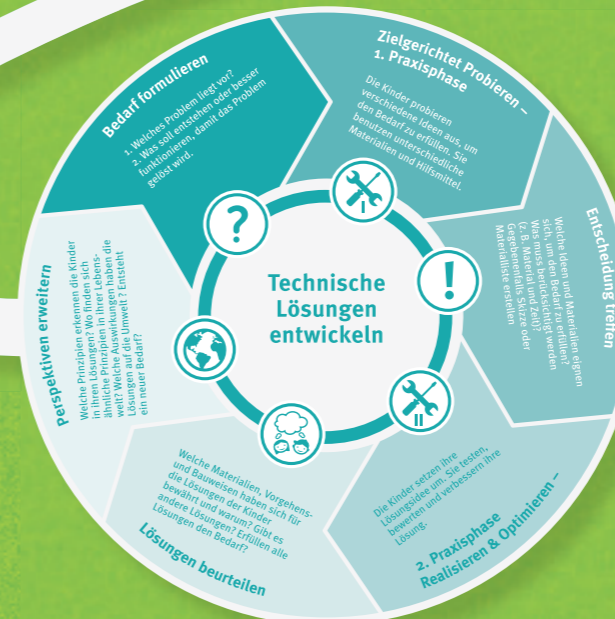 Technische
Lösungen
entwickeln
?
I
!
II
Bedarf formulieren
1. Welches Problem liegt vor?
2. Was soll entstehen oder besser
funktionieren, damit das Problem
gelöst wird.
Zielgerichtet Probieren –
1. Praxisphase
Die Kinder probieren
verschiedene Ideen aus, um
den Bedarf zu erfüllen. Sie
benutzen unterschiedliche
Materialien und Hilfsmittel.
Entscheidung treffen
Welche Ideen und Materialien eignen
sich, um den Bedarf zu erfüllen?
Was muss berücksichtigt werden
(z. B. Material und Zeit)?
Gegebenenfalls Skizze oder
Materialliste erstellen
2. Praxisphase
Realisieren & Optimieren –
Die Kinder setzen ihre
Lösungsidee um. Sie testen,
bewerten und verbessern ihre
Lösung.
Lösungen beurteilen
Welche Materialien, Vorgehens-
und Bauweisen haben sich für
die Lösungen der Kinder
bewährt und warum? Gibt es
andere Lösungen? Erfüllen alle
Lösungen den Bedarf?
Perspektiven erweitern
Welche Prinzipien erkennen die Kinder
in ihren Lösungen? Wo finden sich
ähnliche Prinzipien in ihrer Lebens-
welt? Welche Auswirkungen haben die
Lösungen auf die Umwelt ? Entsteht
ein neuer Bedarf?